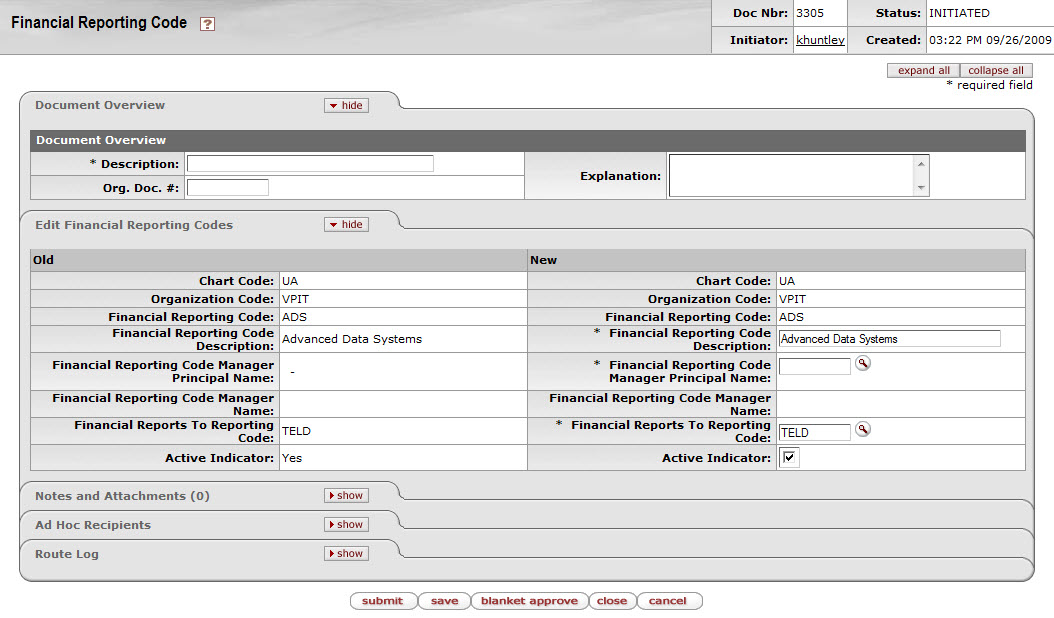 Financial Reporting Code ?
Doc Nbr: 3305 Status: INITIATED
Initiator: khuntley Created: 03:22 PM 09/26/2009
expand all collapse all
* required field
Document Overview hide
Document Overview
* Description:
Explanation:
Org. Doc. #:
Edit Financial Reporting Codes hide
Old New
Chart Code: UA Chart Code: UA
Organization Code: VPIT Organization Code: VPIT
Financial Reporting Code: ADS Financial Reporting Code: ADS
Financial Reporting Code Description: Advanced Data Systems * Financial Reporting Code Description: Advanced Data Systems
Financial Reporting Code Manager Principal Name: - * Financial Reporting Code Manager Principal Name:
Financial Reporting Code Manager Name: Financial Reporting Code Manager Name:
Financial Reports To Reporting Code: TELD * Financial Reports To Reporting Code: TELD
Active Indicator: Yes Active Indicator:
Notes and Attachments (0) show
Ad Hoc Recipients show
Route Log show
submit save blanket approve close cancel